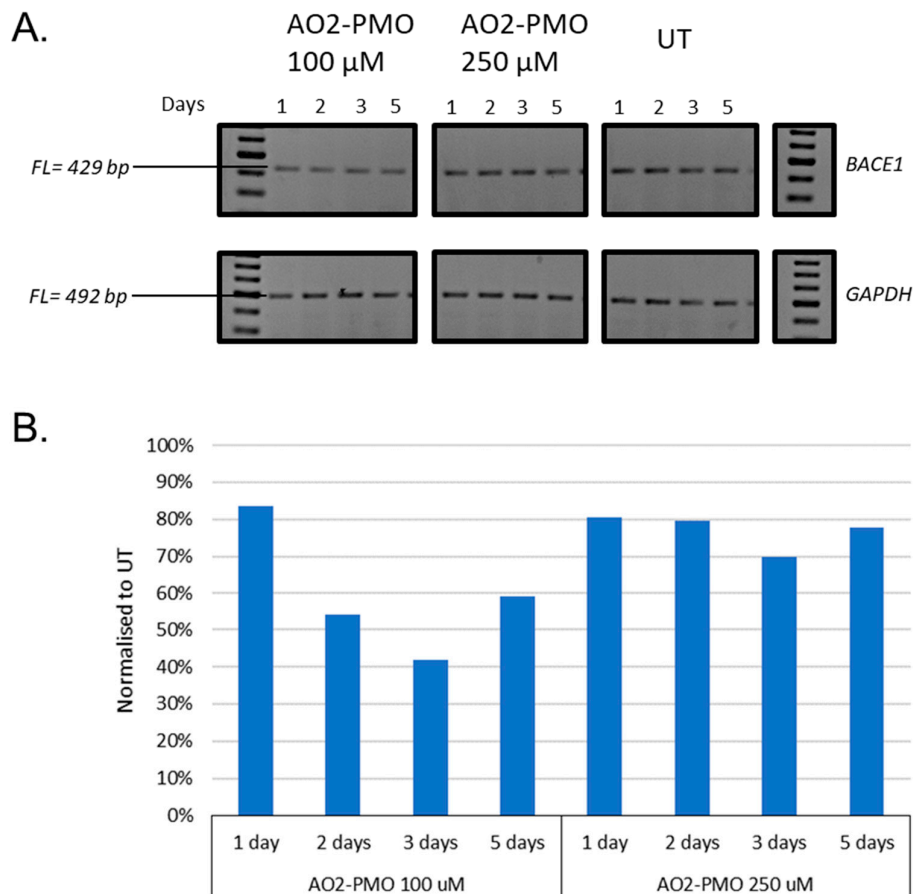 A.
AO2-PMO
100 µM
AO2-PMO
250 µM
UT
Days 1 2 3 5 1 2 3 5 1 2 3 5
FL= 429 bp
BACE1
FL= 492 bp
GAPDH
B.
Normalised to UT
100%
90%
80%
70%
60%
50%
40%
30%
20%
10%
0%
1 day 2 days 3 days 5 days 1 day 2 days 3 days 5 days
AO2-PMO 100 uM AO2-PMO 250 uM